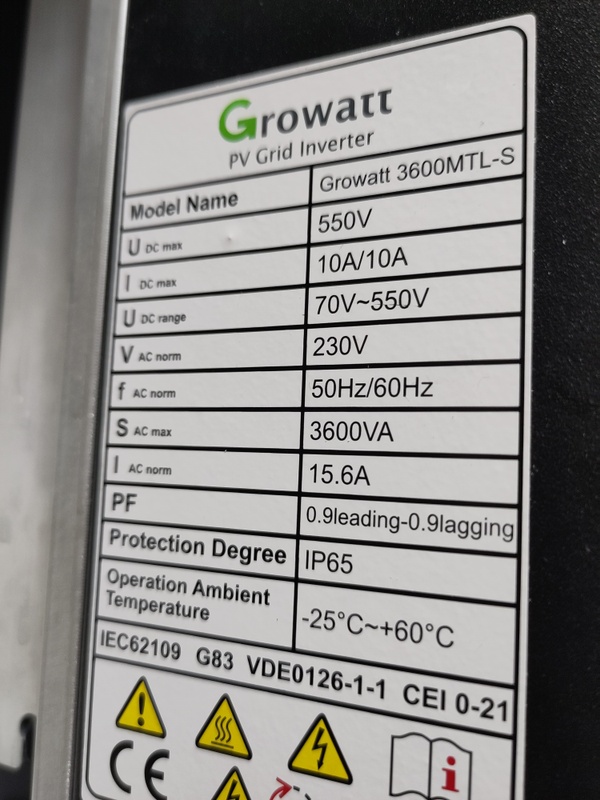 Growatt
PV Grid Inverter
Model Name Growatt 3600MTL-S
U DC max 550V
I DC max 10A/10A
U DC range 70V~550V
V AC norm 230V
f AC norm 50Hz/60Hz
S AC max 3600VA
I AC norm 15.6A
PF 0.9leading-0.9lagging
Protection Degree IP65
Operation Ambient
Temperature -25°C~+60°C
IEC62109 G83 VDE0126-1-1 CEI 0-21
CE i